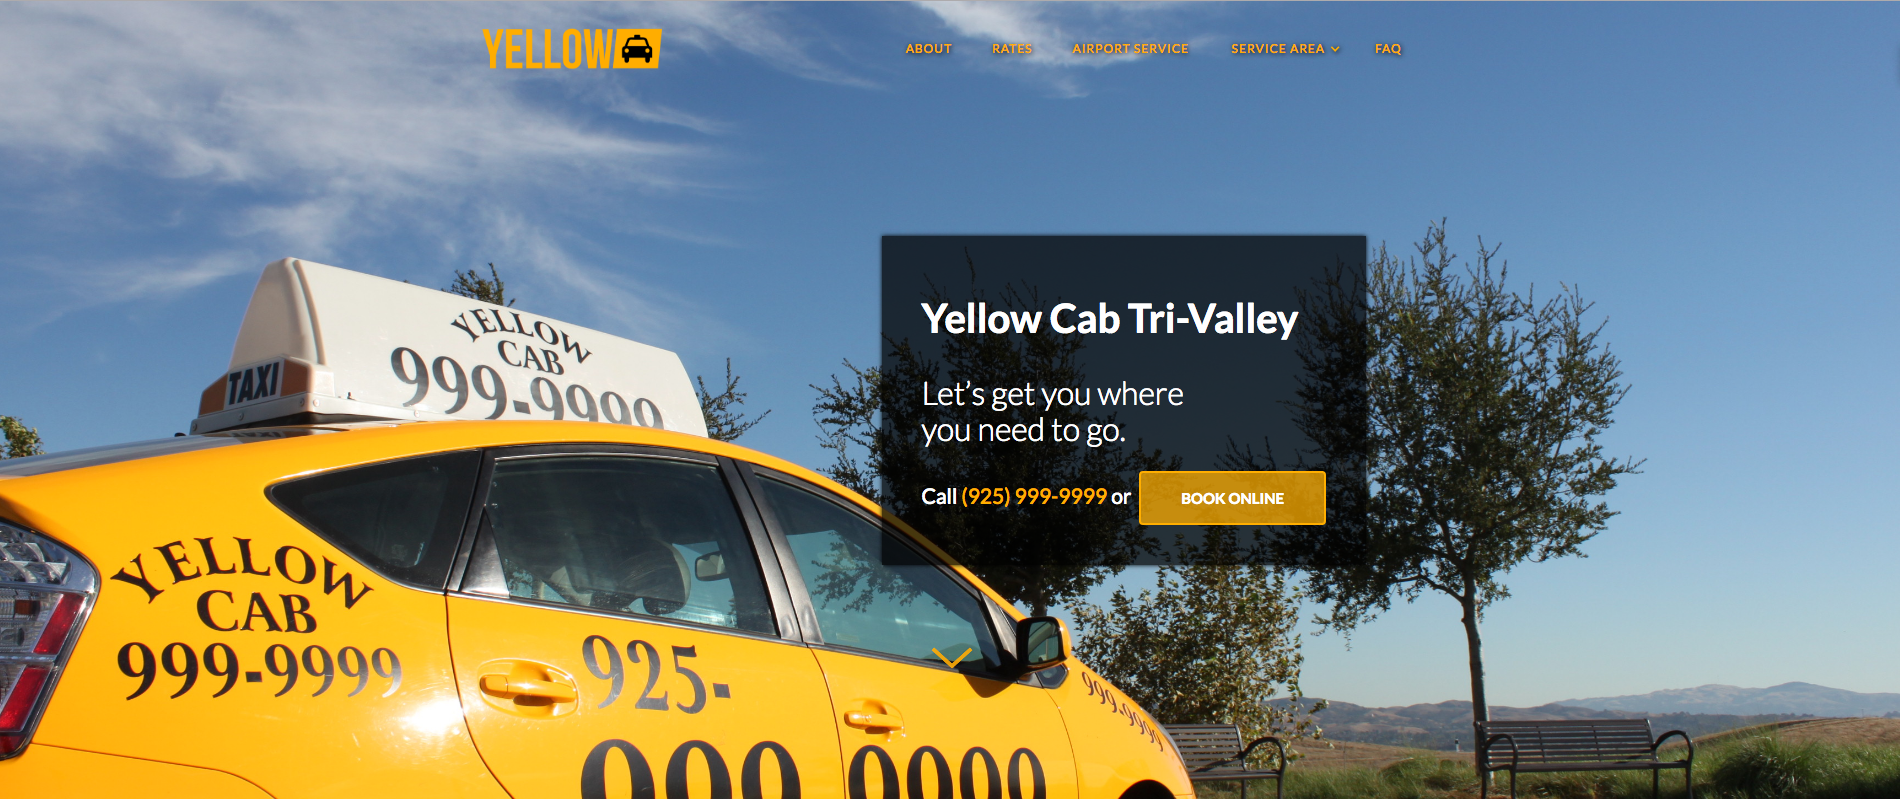 YELLOW
ABOUT RATES AIRPORT SERVICE SERVICE AREA FAQ
Yellow Cab Tri-Valley
Let's get you where
you need to go.
Call (925) 999-9999 or BOOK ONLINE
YELLOW
CAB
999-9999
TAXI
YELLOW
CAB
999-9999
925-
999 9999
999-9999